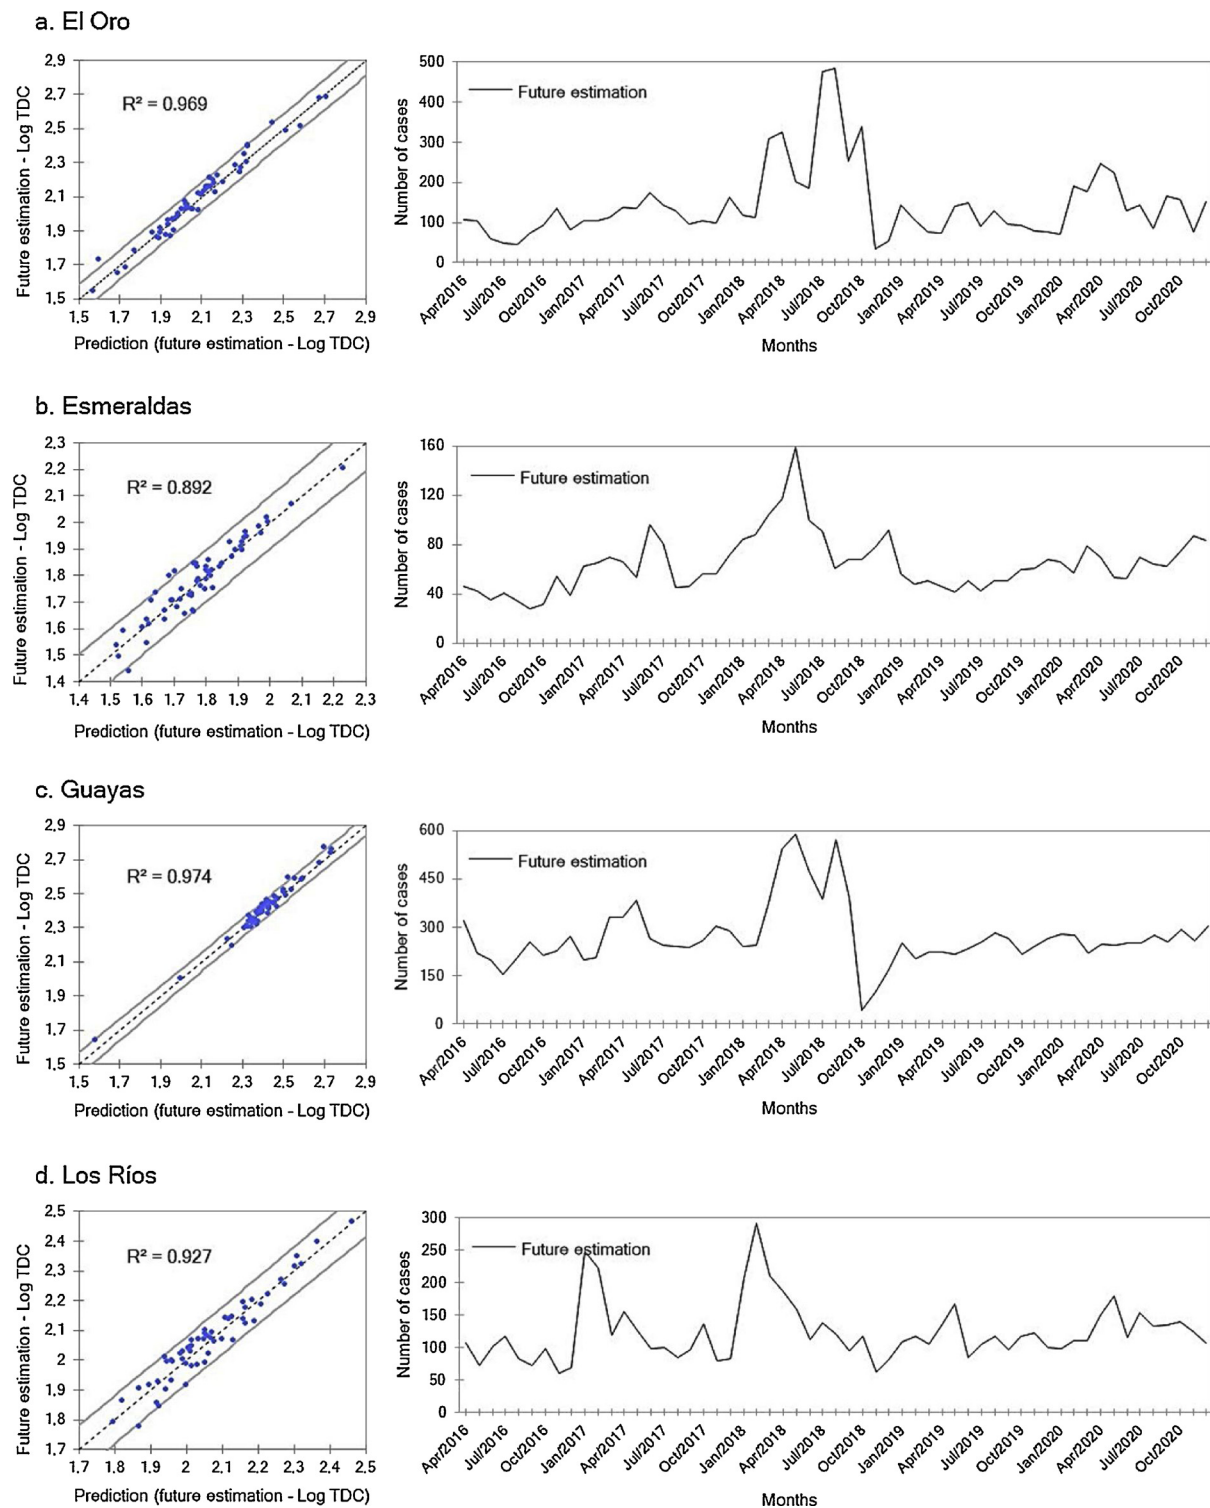 a. El Oro
2,9
2,7
2,5
2,3
2,1
1,9
1,7
1,5
Future estimation - Log TDC
R² = 0.969
1,5 1,7 1,9 2,1 2,3 2,5 2,7 2,9
Prediction (future estimation - Log TDC)
500
400
300
200
100
0
Number of cases
Future estimation
Apr/2016 Jul/2016 Oct/2016 Jan/2017 Apr/2017 Jul/2017 Oct/2017 Jan/2018 Apr/2018 Jul/2018 Oct/2018 Jan/2019 Apr/2019 Jul/2019 Oct/2019 Jan/2020 Apr/2020 Jul/2020 Oct/2020
Months
b. Esmeraldas
2,3
2,2
2,1
2
1,9
1,8
1,7
1,6
1,5
1,4
Future estimation - Log TDC
R² = 0.892
1,4 1,5 1,6 1,7 1,8 1,9 2 2,1 2,2 2,3
Prediction (future estimation - Log TDC)
160
120
80
40
0
Number of cases
Future estimation
Apr/2016 Jul/2016 Oct/2016 Jan/2017 Apr/2017 Jul/2017 Oct/2017 Jan/2018 Apr/2018 Jul/2018 Oct/2018 Jan/2019 Apr/2019 Jul/2019 Oct/2019 Jan/2020 Apr/2020 Jul/2020 Oct/2020
Months
c. Guayas
2,9
2,7
2,5
2,3
2,1
1,9
1,7
1,5
Future estimation - Log TDC
R² = 0.974
1,5 1,7 1,9 2,1 2,3 2,5 2,7 2,9
Prediction (future estimation - Log TDC)
600
450
300
150
0
Number of cases
Future estimation
Apr/2016 Jul/2016 Oct/2016 Jan/2017 Apr/2017 Jul/2017 Oct/2017 Jan/2018 Apr/2018 Jul/2018 Oct/2018 Jan/2019 Apr/2019 Jul/2019 Oct/2019 Jan/2020 Apr/2020 Jul/2020 Oct/2020
Months
d. Los Ríos
2,5
2,4
2,3
2,2
2,1
2
1,9
1,8
1,7
Future estimation - Log TDC
R² = 0.927
1,7 1,8 1,9 2 2,1 2,2 2,3 2,4 2,5
Prediction (future estimation - Log TDC)
300
250
200
150
100
50
0
Number of cases
Future estimation
Apr/2016 Jul/2016 Oct/2016 Jan/2017 Apr/2017 Jul/2017 Oct/2017 Jan/2018 Apr/2018 Jul/2018 Oct/2018 Jan/2019 Apr/2019 Jul/2019 Oct/2019 Jan/2020 Apr/2020 Jul/2020 Oct/2020
Months